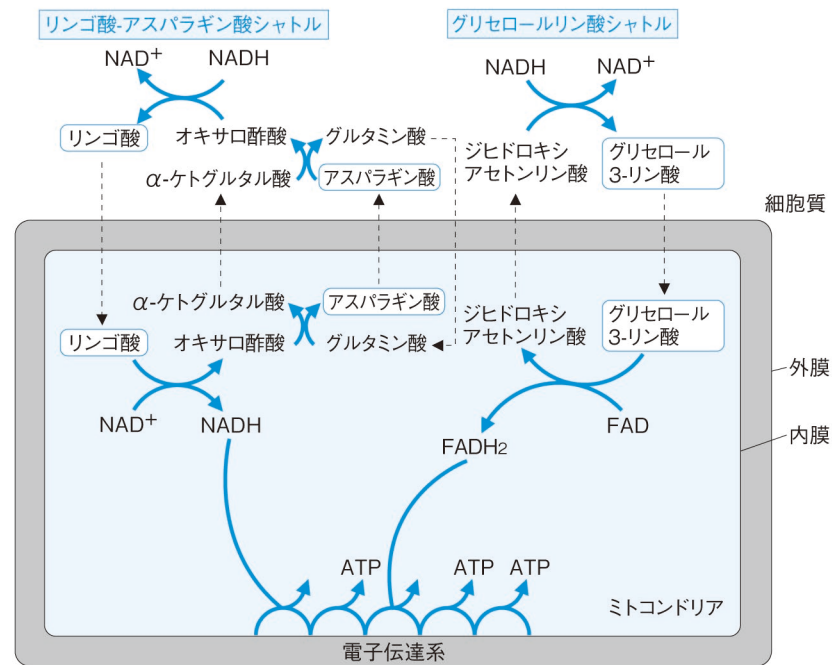 リンゴ酸-アスパラギン酸シャトル
グリセロールリン酸シャトル
NAD+
NADH
NADH
NAD+
リンゴ酸
オキサロ酢酸
グルタミン酸
α-ケトグルタル酸
アスパラギン酸
ジヒドロキシ
アセトンリン酸
グリセロール
3-リン酸
細胞質
α-ケトグルタル酸
アスパラギン酸
リンゴ酸
オキサロ酢酸
グルタミン酸
ジヒドロキシ
アセトンリン酸
グリセロール
3-リン酸
外膜
内膜
NAD+
NADH
FADH2
FAD
ATP
ATP
ATP
ミトコンドリア
電子伝達系